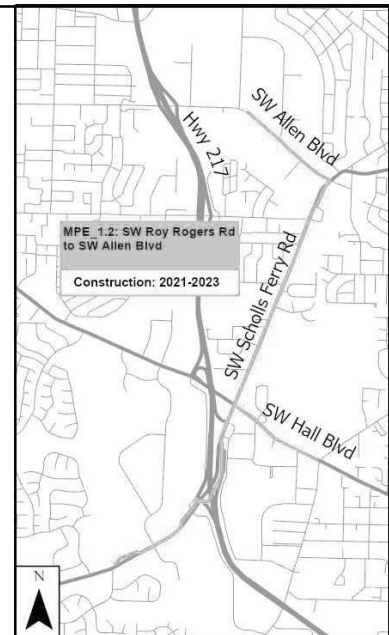 SW Allen Blvd
Hwy 217
MPE_1.2: SW Roy Rogers Rd
to SW Allen Blvd
Construction: 2021-2023
SW Scholls Ferry Rd
SW Hall Blvd
N